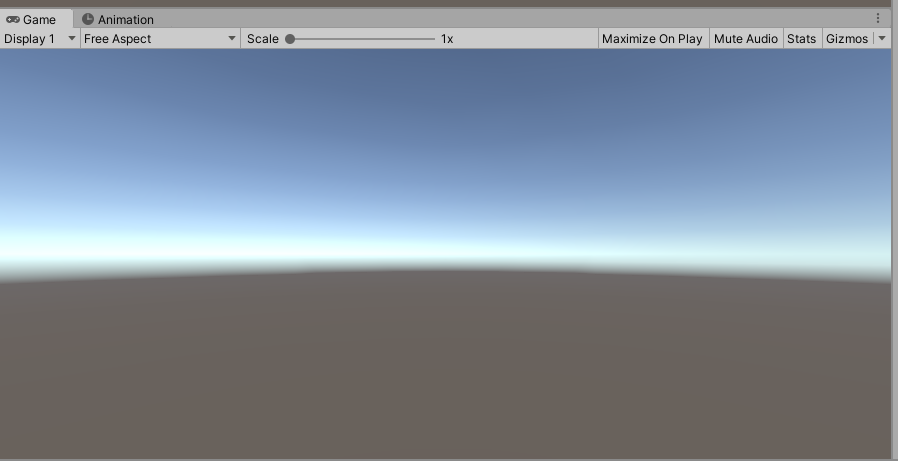 Game Animation
Display 1 Free Aspect Scale 1x Maximize On Play Mute Audio Stats Gizmos